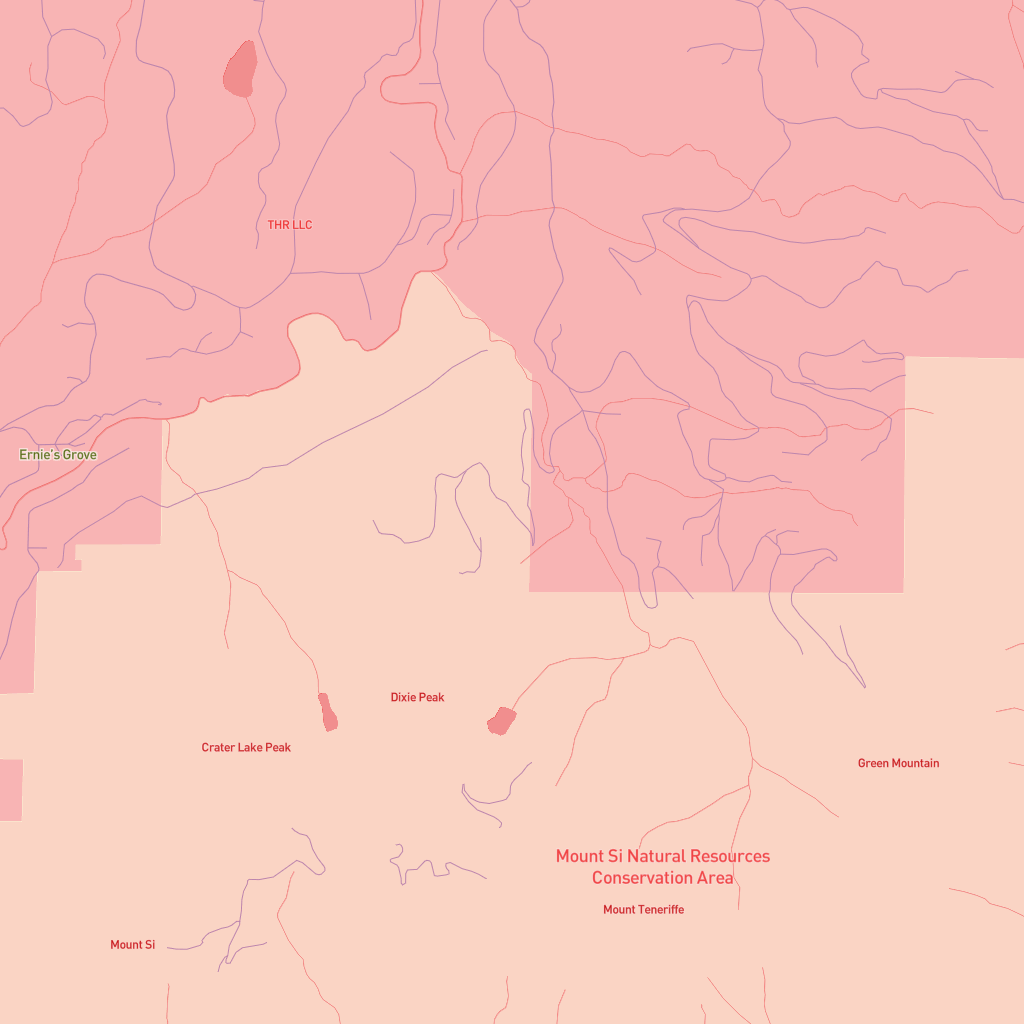 THR LLC
Ernie's Grove
Dixie Peak
Crater Lake Peak
Green Mountain
Mount Si Natural Resources
Conservation Area
Mount Teneriffe
Mount Si